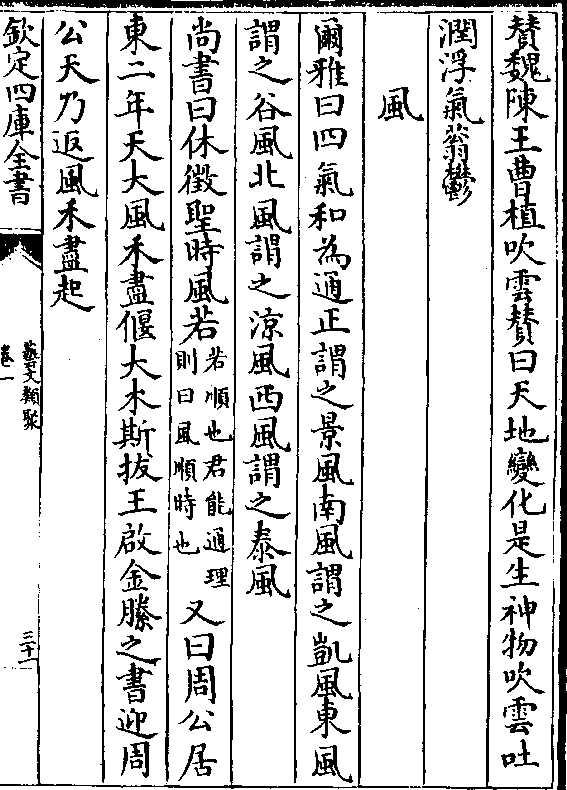 賛魏陳王曹植吹雲賛曰天地變化是生神物吹雲吐
潤浮氣蓊鬱
風
爾雅曰四氣和為通正謂之景風南風謂之凱風東風
謂之谷風北風謂之涼風西風謂之泰風
尚書曰休徵聖時風若若順也君能通理則曰風順時也又曰周公居
東二年天大風禾盡偃大木斯拔王啟金縢之書迎周
公天乃返風禾盡起
欽定四庫全書
藝文類聚
卷一
三十一